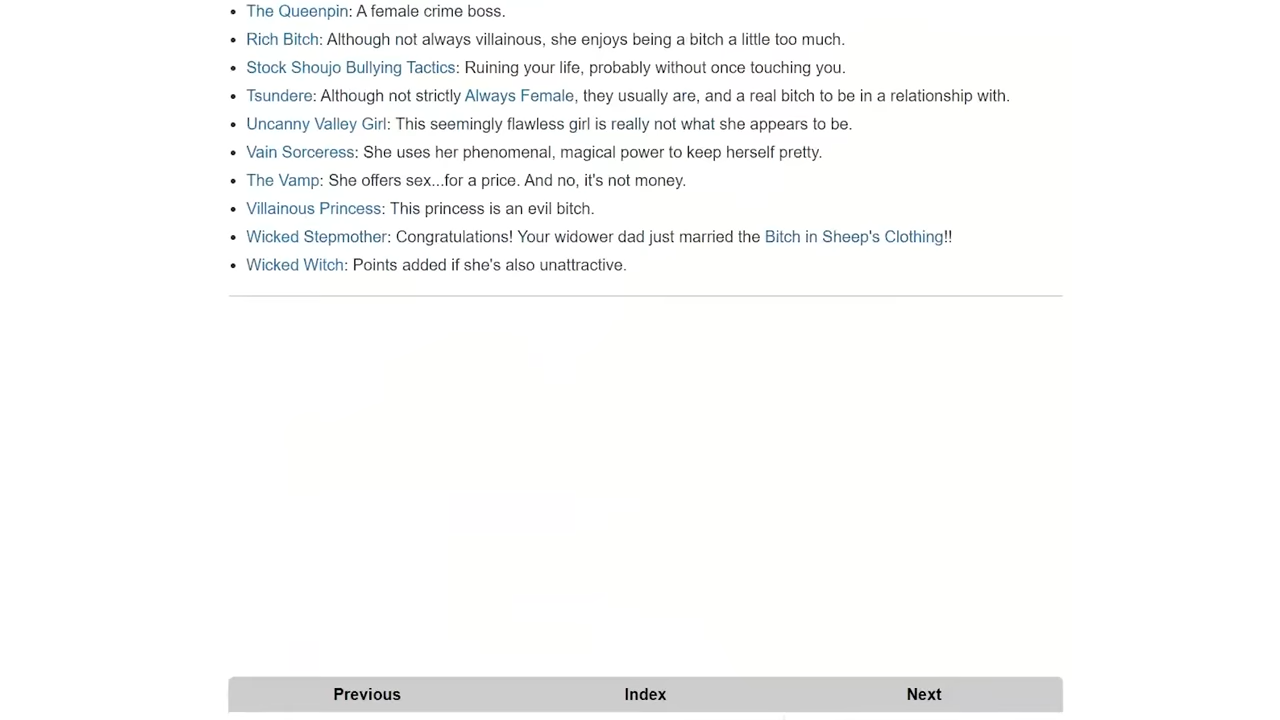 • The Queenpin: A female crime boss.
• Rich Bitch: Although not always villainous, she enjoys being a bitch a little too much.
• Stock Shoujo Bullying Tactics: Ruining your life, probably without once touching you.
• Tsundere: Although not strictly Always Female, they usually are, and a real bitch to be in a relationship with.
• Uncanny Valley Girl: This seemingly flawless girl is really not what she appears to be.
• Vain Sorceress: She uses her phenomenal, magical power to keep herself pretty.
• The Vamp: She offers sex...for a price. And no, it's not money.
• Villainous Princess: This princess is an evil bitch.
• Wicked Stepmother: Congratulations! Your widower dad just married the Bitch in Sheep's Clothing!!
• Wicked Witch: Points added if she's also unattractive.
Previous Index Next